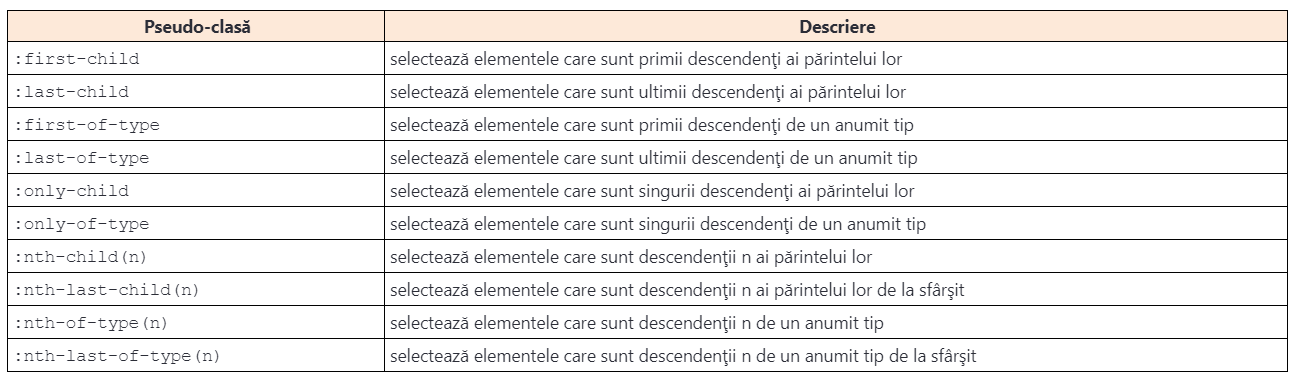 Pseudo-clasă Descriere
:first-child selectează elementele care sunt primii descendenţi ai părintelui lor
:last-child selectează elementele care sunt ultimii descendenţi ai părintelui lor
:first-of-type selectează elementele care sunt primii descendenţi de un anumit tip
:last-of-type selectează elementele care sunt ultimii descendenţi de un anumit tip
:only-child selectează elementele care sunt singurii descendenţi ai părintelui lor
:only-of-type selectează elementele care sunt singurii descendenţi de un anumit tip
:nth-child(n) selectează elementele care sunt descendenţii n ai părintelui lor
:nth-last-child(n) selectează elementele care sunt descendenţii n ai părintelui lor de la sfârşit
:nth-of-type(n) selectează elementele care sunt descendenţii n de un anumit tip
:nth-last-of-type(n) selectează elementele care sunt descendenţii n de un anumit tip de la sfârşit